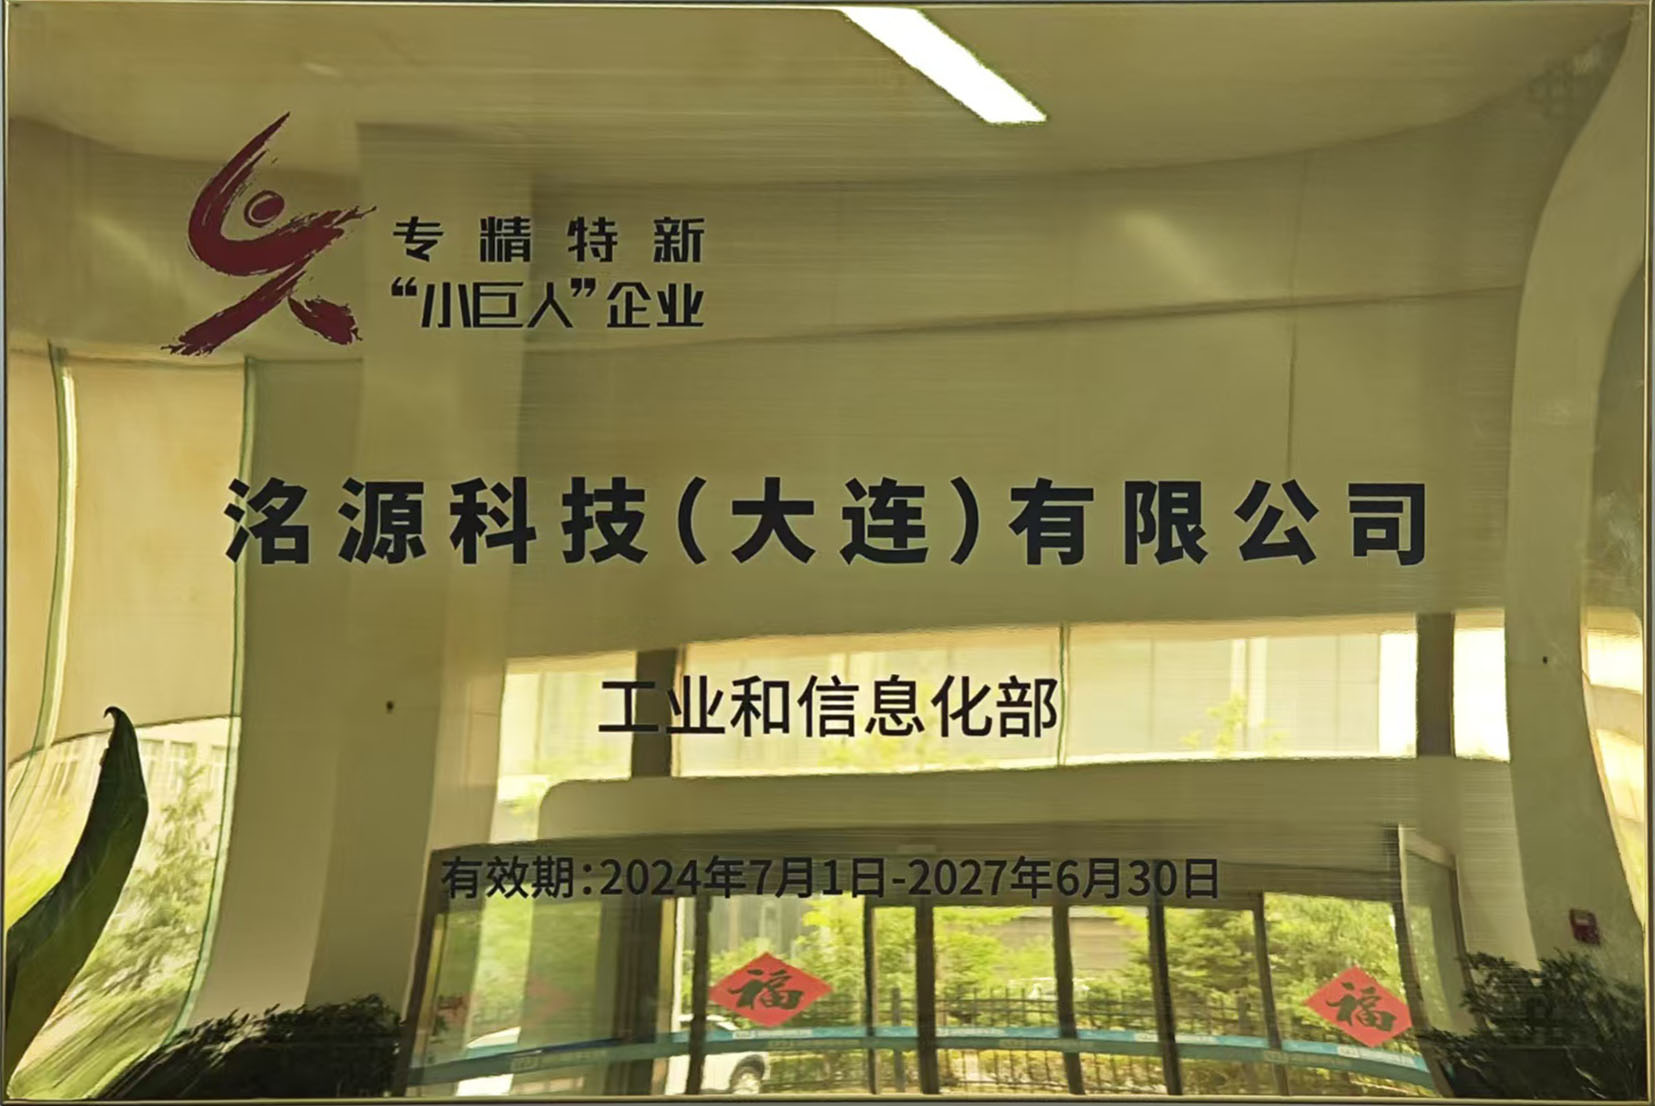 专精特新
“小巨人”企业
洺源科技(大连)有限公司
工业和信息化部
有效期:2024年7月1日-2027年6月30日
福
福